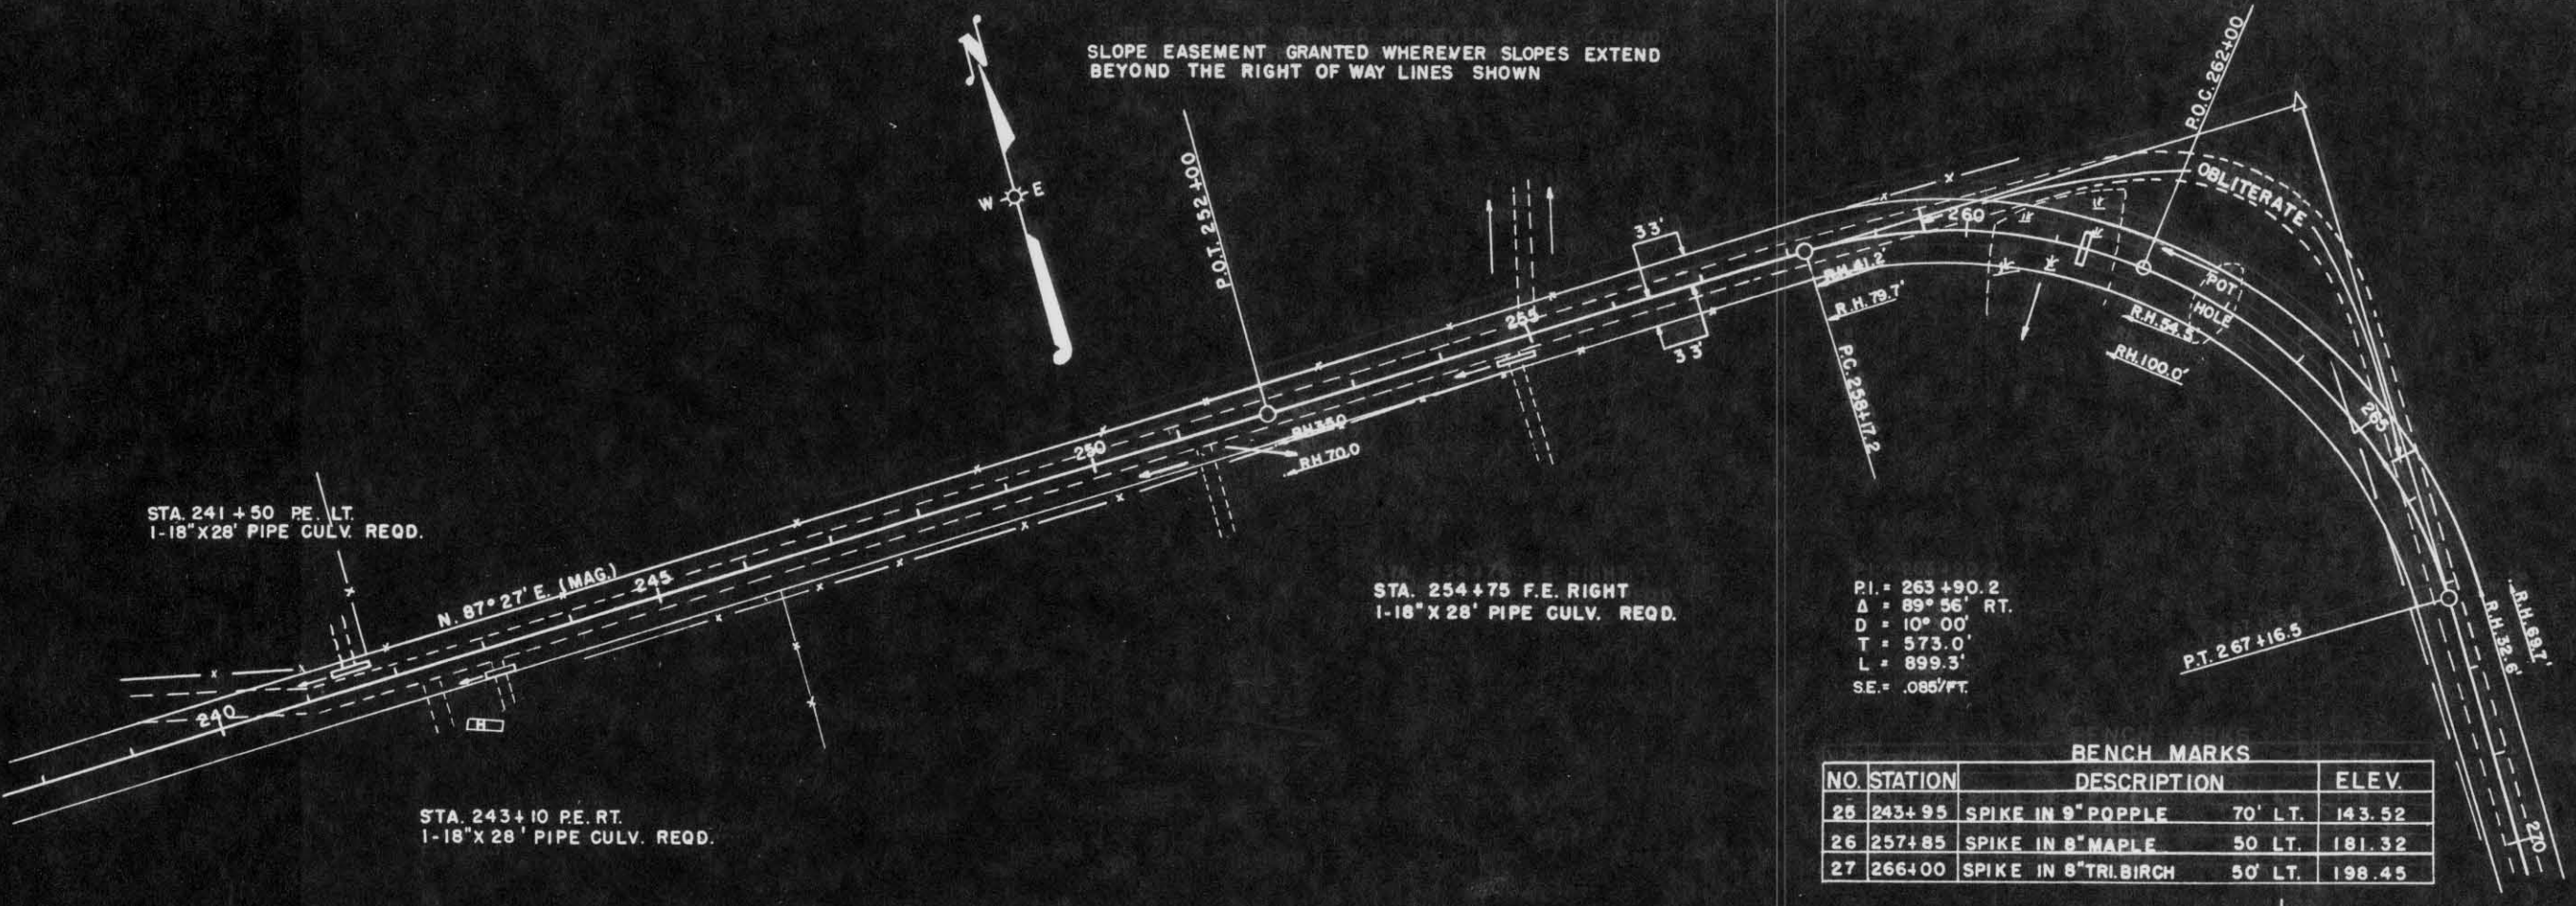 SLOPE EASEMENT GRANTED WHEREVER SLOPES EXTEND
BEYOND THE RIGHT OF WAY LINES SHOWN
N
W E
P.O.T. 252+00
P.O.C. 262+00
OBLITERATE
33'
33'
260
R.H. 41.2'
R.H. 79.7'
P.C. 258+17.2
POT
HOLE
R.H. 54.5'
R.H. 100.0'
255
265
250
R.H. 35.0
R.H. 70.0
STA. 241+50 P.E. LT.
1-18"X28' PIPE CULV. REQD.
N. 87° 27' E. (MAG.)
245
240
H
STA. 243+10 P.E. RT.
1-18"X 28' PIPE CULV. REQD.
STA. 254+75 F.E. RIGHT
1-18"X 28' PIPE CULV. REQD.
P.I. = 263+90.2
Δ = 89° 56' RT.
D = 10° 00'
T = 573.0'
L = 899.3'
S.E. = .085'/FT.
P.T. 267+16.5
R.H. 32.6'
R.H. 69.7'
270
BENCH MARKS
NO. STATION DESCRIPTION ELEV.
25 243+95 SPIKE IN 9" POPPLE 70' LT. 143.52
26 257+85 SPIKE IN 8" MAPLE 50 LT. 181.32
27 266+00 SPIKE IN 8" TRI. BIRCH 50' LT. 198.45